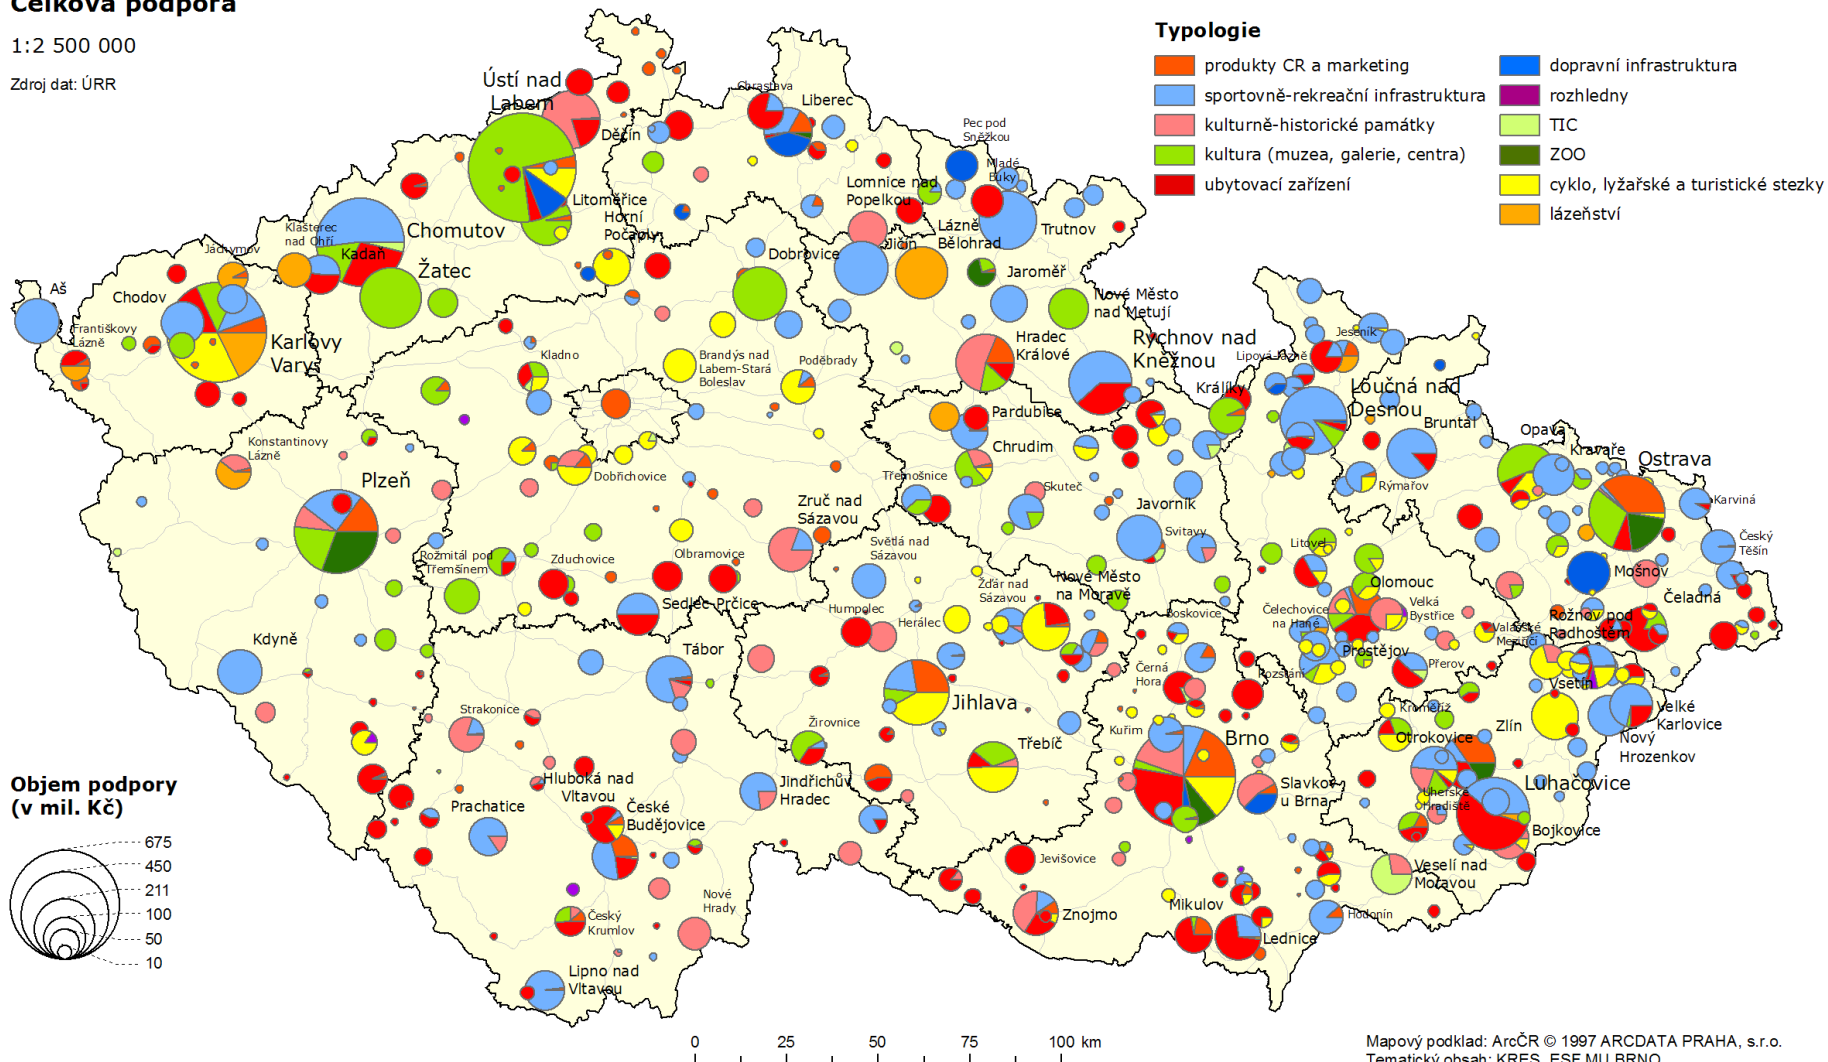 Celková podpora
1:2 500 000
Zdroj dat: ÚRR
Typologie
produkty CR a marketing
sportovně-rekreační infrastruktura
kulturně-historické památky
kultura (muzea, galerie, centra)
ubytovací zařízení
dopravní infrastruktura
rozhledny
TIC
ZOO
cyklo, lyžařské a turistické stezky
lázeňství
Ústí nad
Labem
Děčín
Chrastava
Liberec
Pec pod
Sněžkou
Mladé
Buky
Litoměřice
Horní
Počaply
Lomnice nad
Popelkou
Lázně
Bělohrad
Trutnov
Jičín
Chomutov
Klášterec
nad Ohří
Kadaň
Jáchymov
Žatec
Dobrovice
Jaroměř
Nové Město
nad Metují
Aš
Chodov
Františkovy
Lázně
Karlovy
Vary
Kladno
Brandýs nad
Labem-Stará
Boleslav
Poděbrady
Hradec
Králové
Rychnov nad
Kněžnou
Jeseník
Lipová-lázně
Králíky
Loučná nad
Desnou
Bruntál
Pardubice
Chrudim
Opava
Kravaře
Ostrava
Konstantinovy
Lázně
Plzeň
Dobřichovice
Třemošnice
Skuteč
Rýmařov
Karviná
Zruč nad
Sázavou
Javorník
Svitavy
Světlá nad
Sázavou
Litovel
Český
Těšín
Rožmitál pod
Třemšínem
Zduchovice
Olbramovice
Mošnov
Žďár nad
Sázavou
Nové Město
na Moravě
Olomouc
Čeladná
Sedlec-Prčice
Humpolec
Herálec
Boskovice
Čelechovice
na Hané
Velká
Bystřice
Valašské
Meziříčí
Rožnov pod
Radhoštěm
Kdyně
Tábor
Prostějov
Přerov
Černá
Hora
Rozstání
Vsetín
Jihlava
Strakonice
Žirovnice
Třebíč
Kuřim
Brno
Kroměříž
Otrokovice
Zlín
Velké
Karlovice
Nový
Hrozenkov
Hluboká nad
Vltavou
Jindřichův
Hradec
Slavkov
u Brna
Uherské
Hradiště
Luhačovice
Prachatice
České
Budějovice
Bojkovice
Jevišovice
Veselí nad
Moravou
Nové
Hrady
Český
Krumlov
Znojmo
Mikulov
Lednice
Hodonín
Lipno nad
Vltavou
Objem podpory
(v mil. Kč)
675
450
211
100
50
10
0 25 50 75 100 km
Mapový podklad: ArcČR © 1997 ARCDATA PRAHA, s.r.o.
Tematický obsah: KRES, ESF MU BRNO